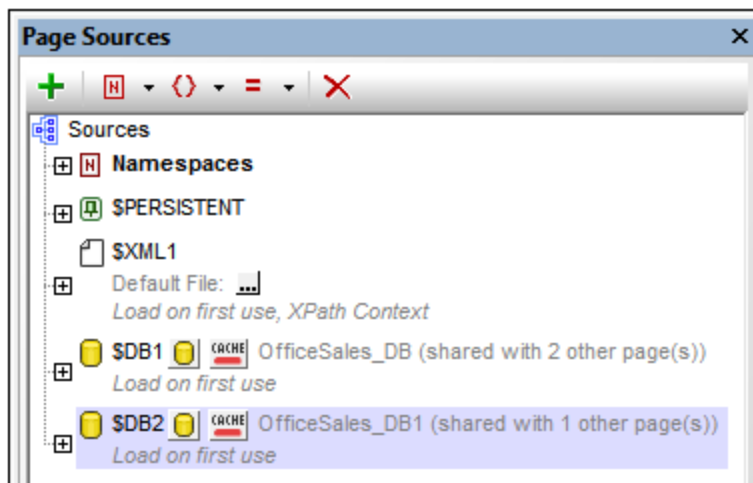 Page Sources
N {} =
Sources
N Namespaces
$PERSISTENT
$XML1
Default File: ...
Load on first use, XPath Context
$DB1 CACHE OfficeSales_DB (shared with 2 other page(s))
Load on first use
$DB2 CACHE OfficeSales_DB1 (shared with 1 other page(s))
Load on first use